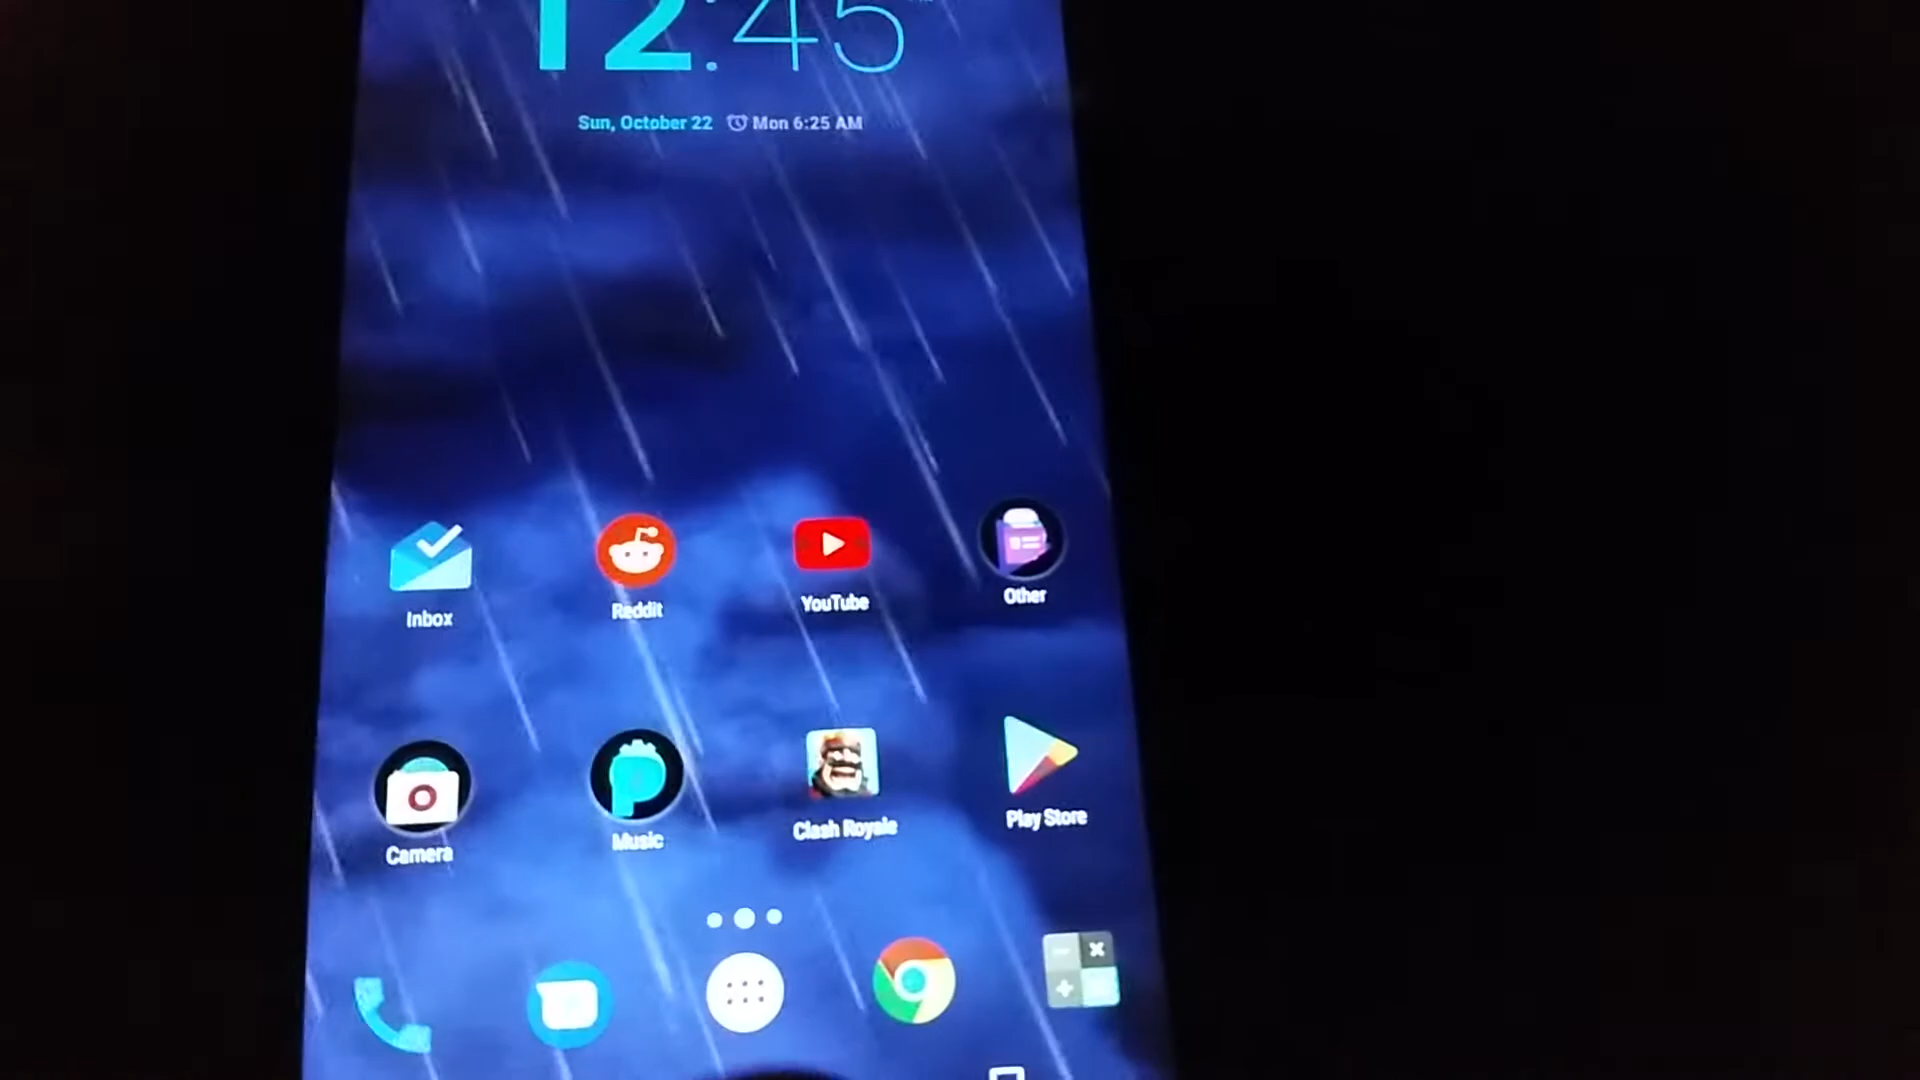 12:45
Sun, October 22 Mon 6:25 AM
Inbox
Reddit
YouTube
Other
Camera
Music
Clash Royale
Play Store